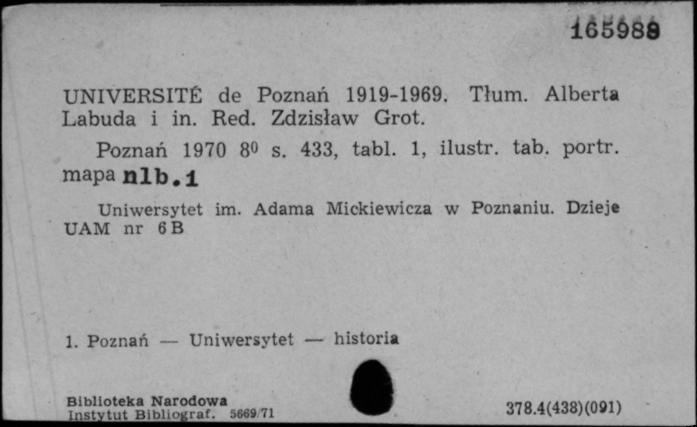 165988
UNIVERSITÉ de Poznań 1919-1969. Tłum. Alberta
Labuda i in. Red. Zdzisław Grot.
Poznań 1970 8⁰ s. 433, tabl. 1, ilustr. tab. portr.
mapa nlb.1
Uniwersytet im. Adama Mickiewicza w Poznaniu. Dzieje
UAM nr 6 B
1. Poznań — Uniwersytet — historia
Biblioteka Narodowa
Instytut Bibliograf. 5669/71
378.4(438)(091)